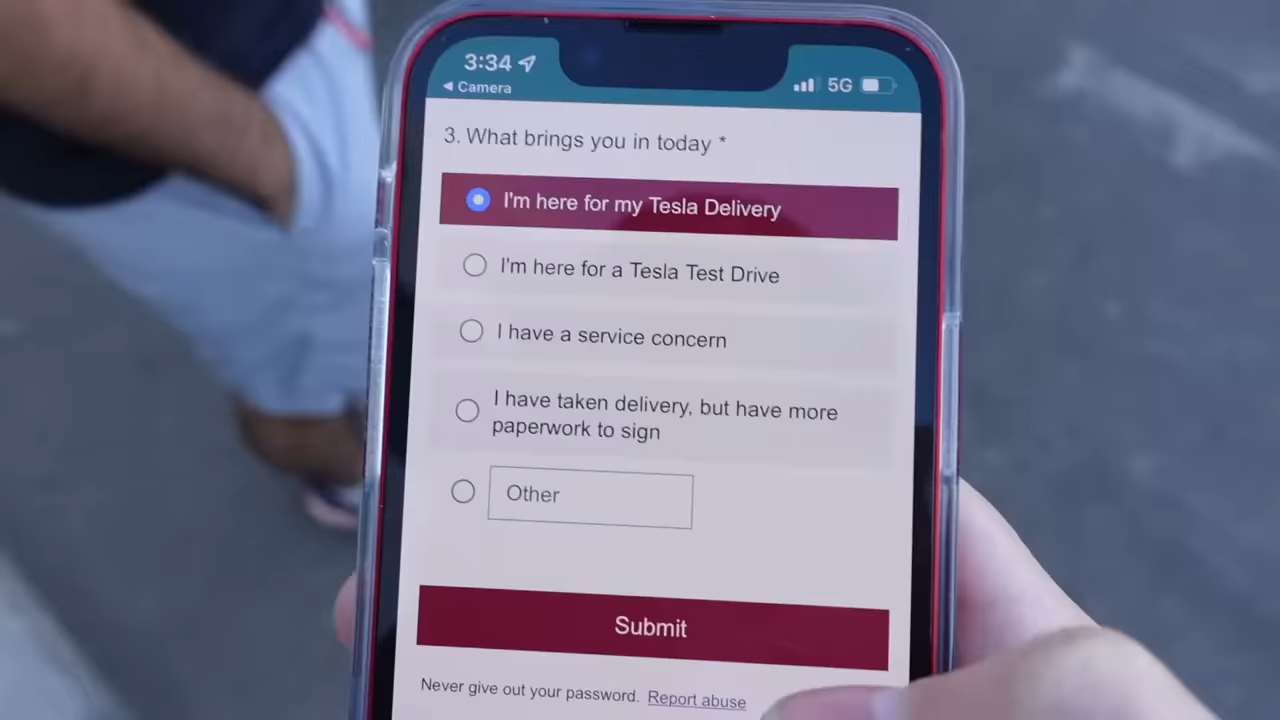 3:34
◀ Camera
5G
3. What brings you in today *
I'm here for my Tesla Delivery
I'm here for a Tesla Test Drive
I have a service concern
I have taken delivery, but have more
paperwork to sign
Other
Submit
Never give out your password. Report abuse